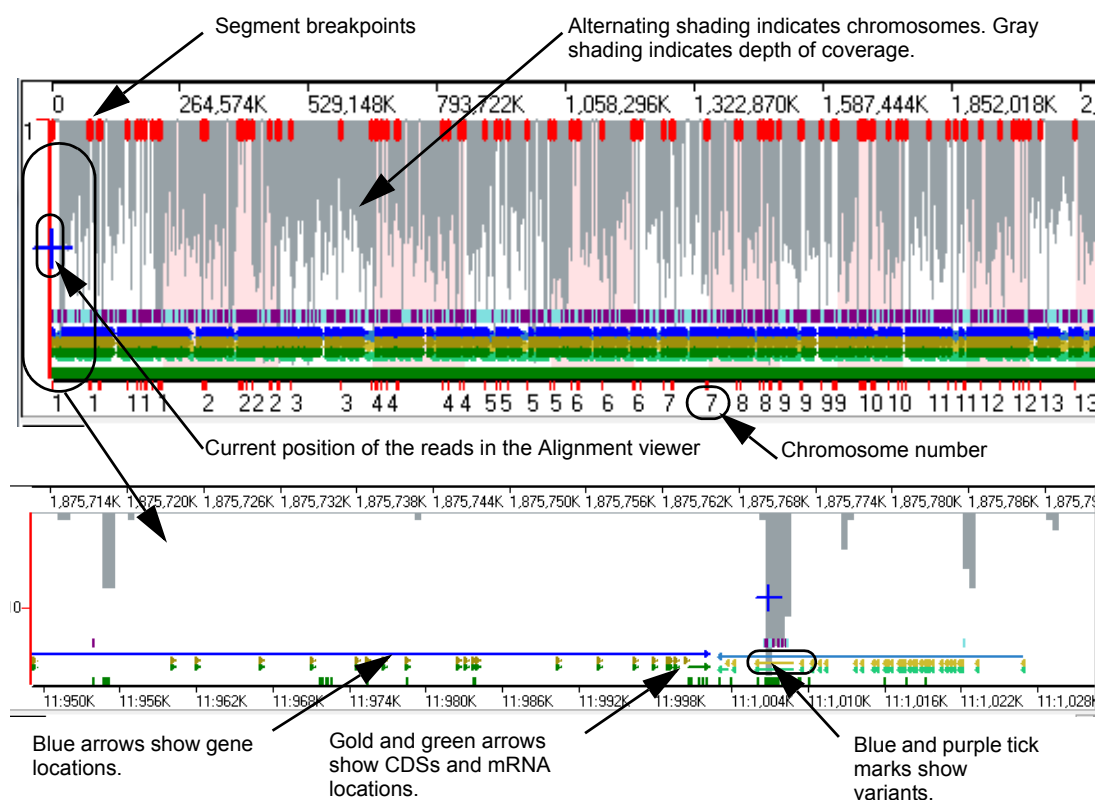 Segment breakpoints
Alternating shading indicates chromosomes. Gray
shading indicates depth of coverage.
0 264,574K 529,148K 793,722K 1,058,296K 1,322,870K 1,587,444K 1,852,018K 2,
1
1 1 1 1 1 2 2 2 2 3 3 4 4 4 4 5 5 5 5 6 6 6 7 7 8 8 9 9 9 9 10 10 11 11 12 12 13 13
Current position of the reads in the Alignment viewer
Chromosome number
1,875,714K 1,875,720K 1,875,726K 1,875,732K 1,875,738K 1,875,744K 1,875,750K 1,875,756K 1,875,762K 1,875,768K 1,875,774K 1,875,780K 1,875,786K 1,875,79
0
11:950K 11:956K 11:962K 11:968K 11:974K 11:980K 11:986K 11:992K 11:998K 11:1,004K 11:1,010K 11:1,016K 11:1,022K 11:1,028K
Blue arrows show gene
locations.
Gold and green arrows
show CDSs and mRNA
locations.
Blue and purple tick
marks show
variants.